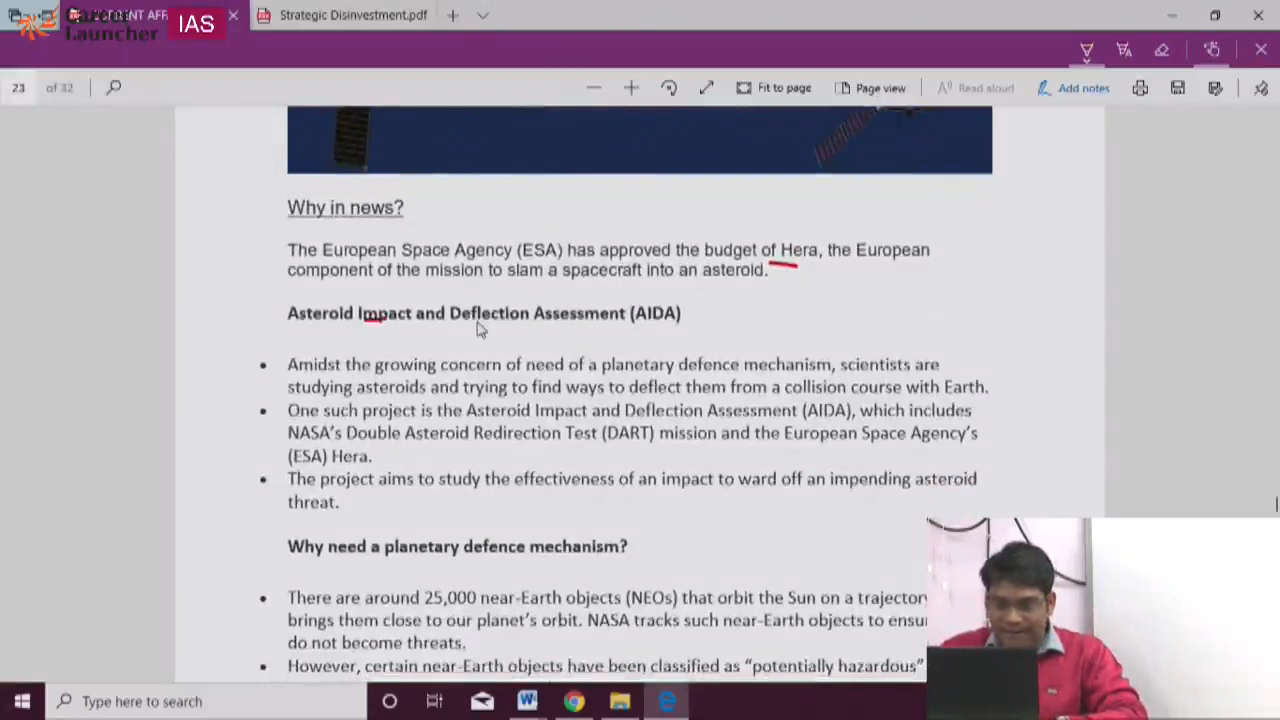 Career
Launcher
IAS
RRENT AFF
Strategic Disinvestment.pdf
23 of 32
Fit to page
Page view
Read aloud
Add notes
Why in news?
The European Space Agency (ESA) has approved the budget of Hera, the European
component of the mission to slam a spacecraft into an asteroid.
Asteroid Impact and Deflection Assessment (AIDA)
• Amidst the growing concern of need of a planetary defence mechanism, scientists are
studying asteroids and trying to find ways to deflect them from a collision course with Earth.
• One such project is the Asteroid Impact and Deflection Assessment (AIDA), which includes
NASA's Double Asteroid Redirection Test (DART) mission and the European Space Agency's
(ESA) Hera.
• The project aims to study the effectiveness of an impact to ward off an impending asteroid
threat.
Why need a planetary defence mechanism?
• There are around 25,000 near-Earth objects (NEOs) that orbit the Sun on a trajectory
brings them close to our planet's orbit. NASA tracks such near-Earth objects to ensu
do not become threats.
• However, certain near-Earth objects have been classified as "potentially hazardous"
Type here to search